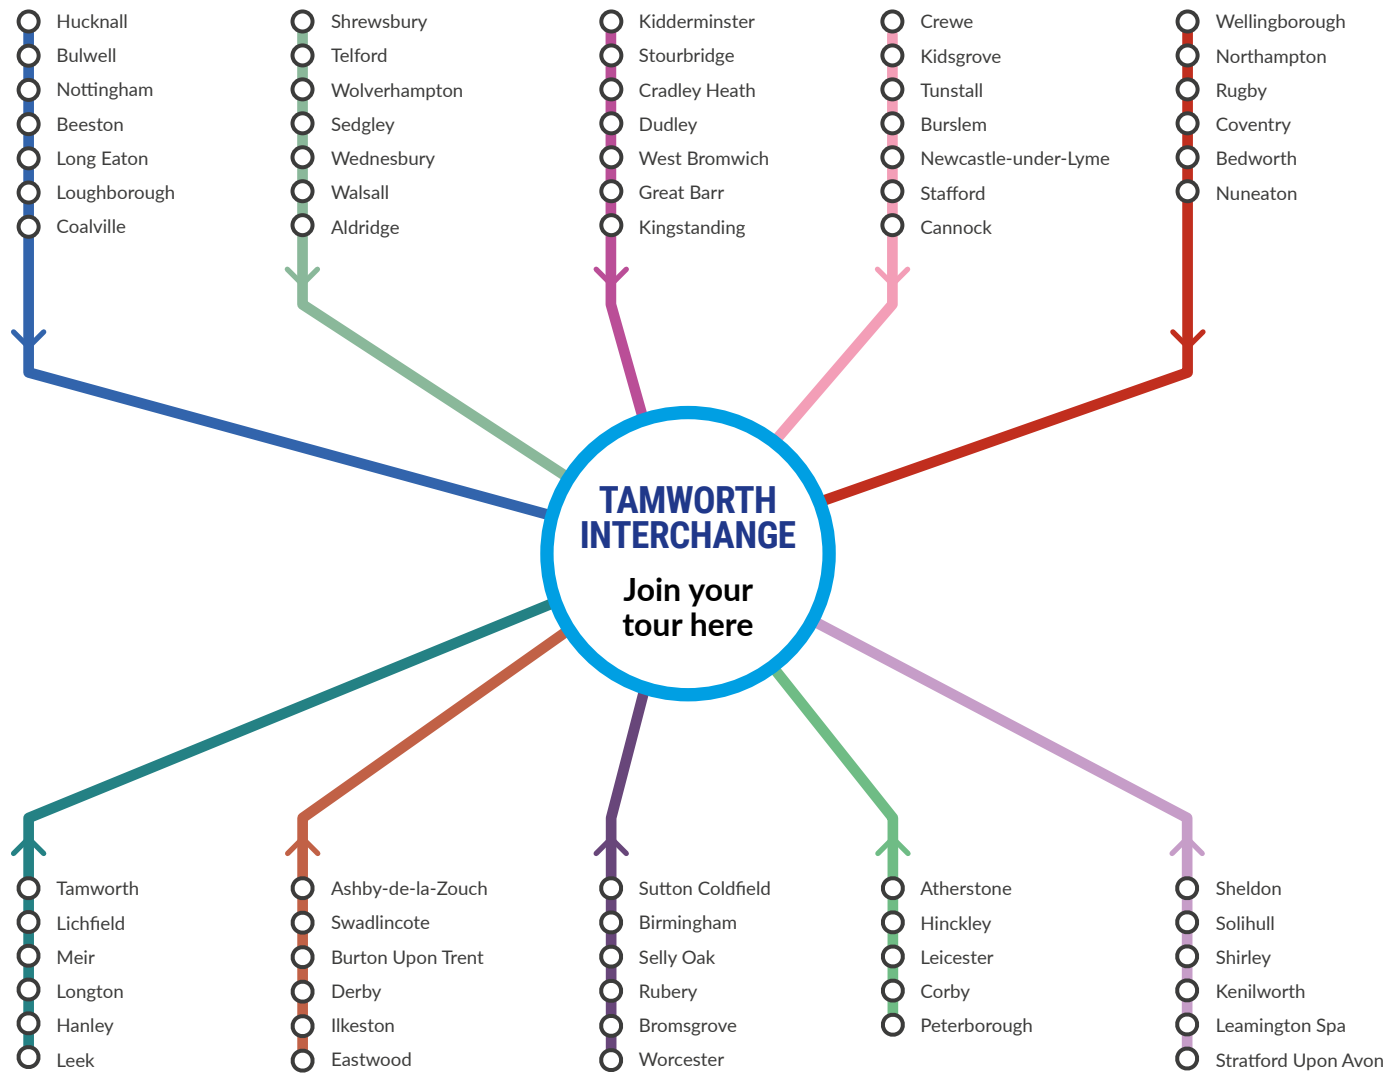 Hucknall
Bulwell
Nottingham
Beeston
Long Eaton
Loughborough
Coalville
Shrewsbury
Telford
Wolverhampton
Sedgley
Wednesbury
Walsall
Aldridge
Kidderminster
Stourbridge
Cradley Heath
Dudley
West Bromwich
Great Barr
Kingstanding
Crewe
Kidsgrove
Tunstall
Burslem
Newcastle-under-Lyme
Stafford
Cannock
Wellingborough
Northampton
Rugby
Coventry
Bedworth
Nuneaton
TAMWORTH
INTERCHANGE
Join your
tour here
Tamworth
Lichfield
Meir
Longton
Hanley
Leek
Ashby-de-la-Zouch
Swadlincote
Burton Upon Trent
Derby
Ilkeston
Eastwood
Sutton Coldfield
Birmingham
Selly Oak
Rubery
Bromsgrove
Worcester
Atherstone
Hinckley
Leicester
Corby
Peterborough
Sheldon
Solihull
Shirley
Kenilworth
Leamington Spa
Stratford Upon Avon